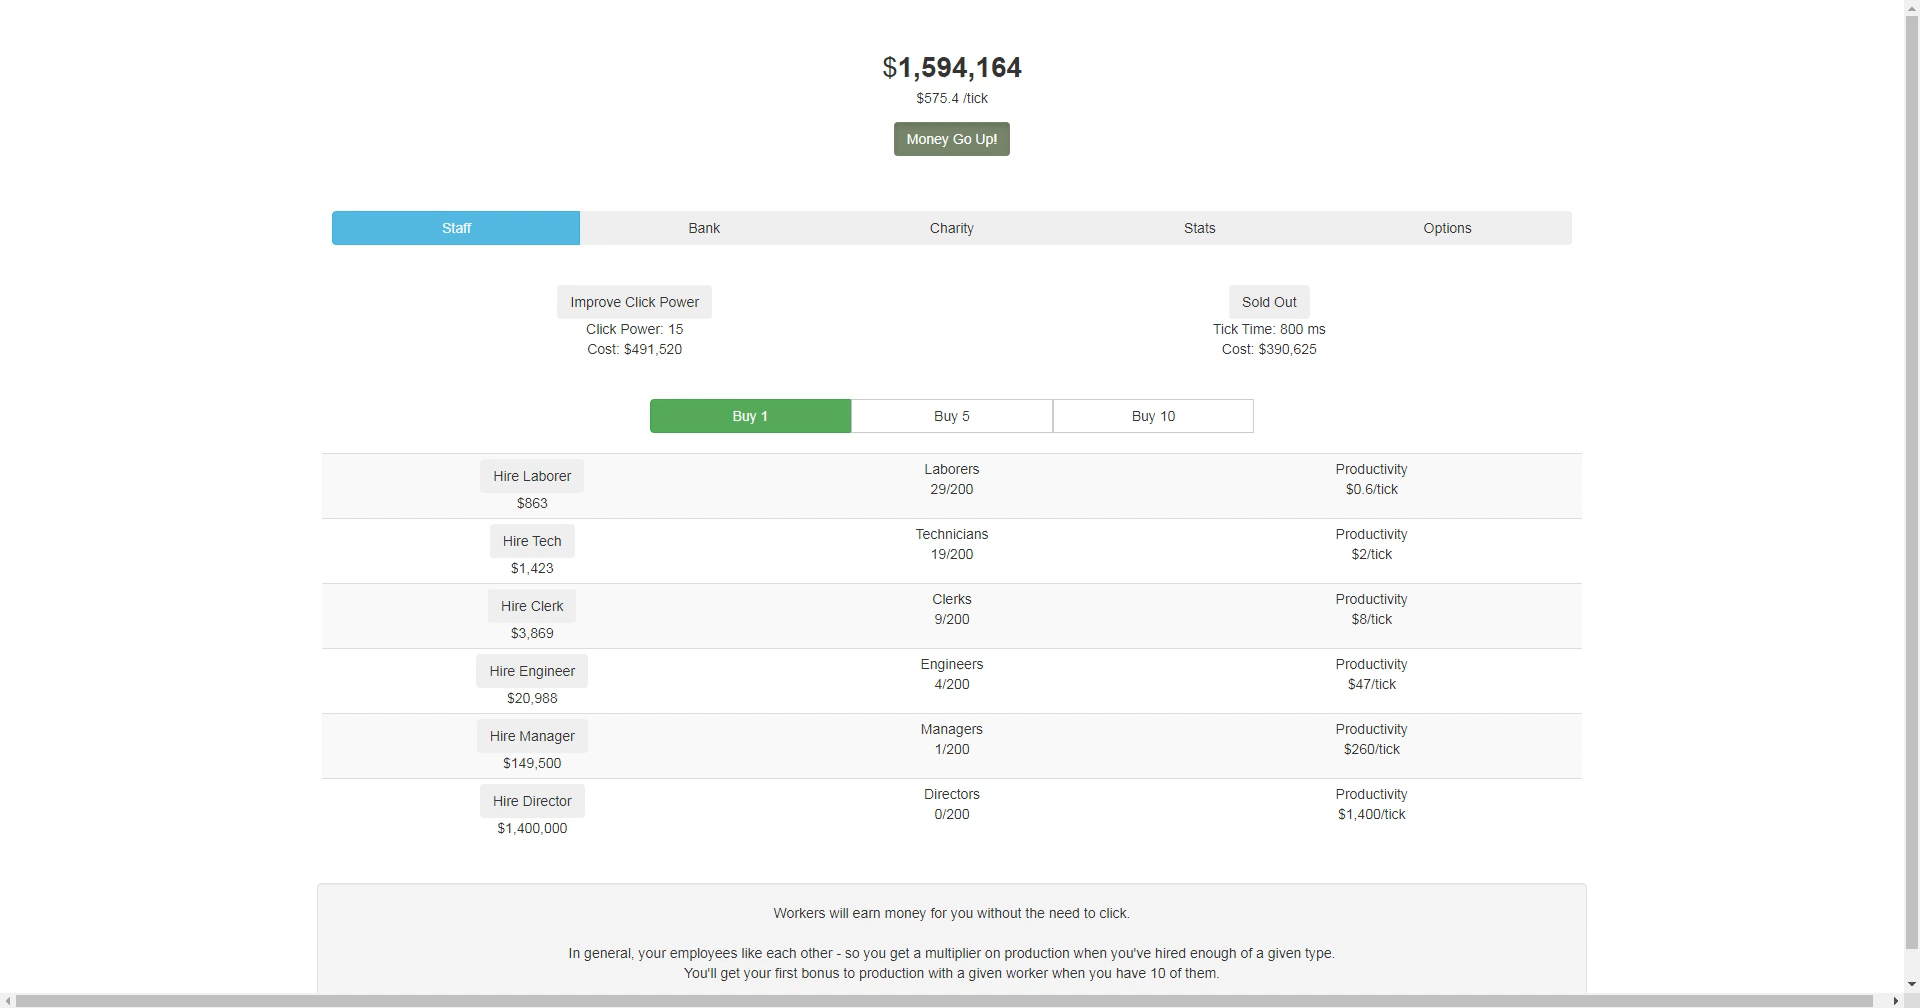 $1,594,164
$575.4 /tick
Money Go Up!
Staff Bank Charity Stats Options
Improve Click Power Sold Out
Click Power: 15 Tick Time: 800 ms
Cost: $491,520 Cost: $390,625
Buy 1 Buy 5 Buy 10
Hire Laborer Laborers Productivity
$863 29/200 $0.6/tick
Hire Tech Technicians Productivity
$1,423 19/200 $2/tick
Hire Clerk Clerks Productivity
$3,869 9/200 $8/tick
Hire Engineer Engineers Productivity
$20,988 4/200 $47/tick
Hire Manager Managers Productivity
$149,500 1/200 $260/tick
Hire Director Directors Productivity
$1,400,000 0/200 $1,400/tick
Workers will earn money for you without the need to click.
In general, your employees like each other - so you get a multiplier on production when you've hired enough of a given type.
You'll get your first bonus to production with a given worker when you have 10 of them.